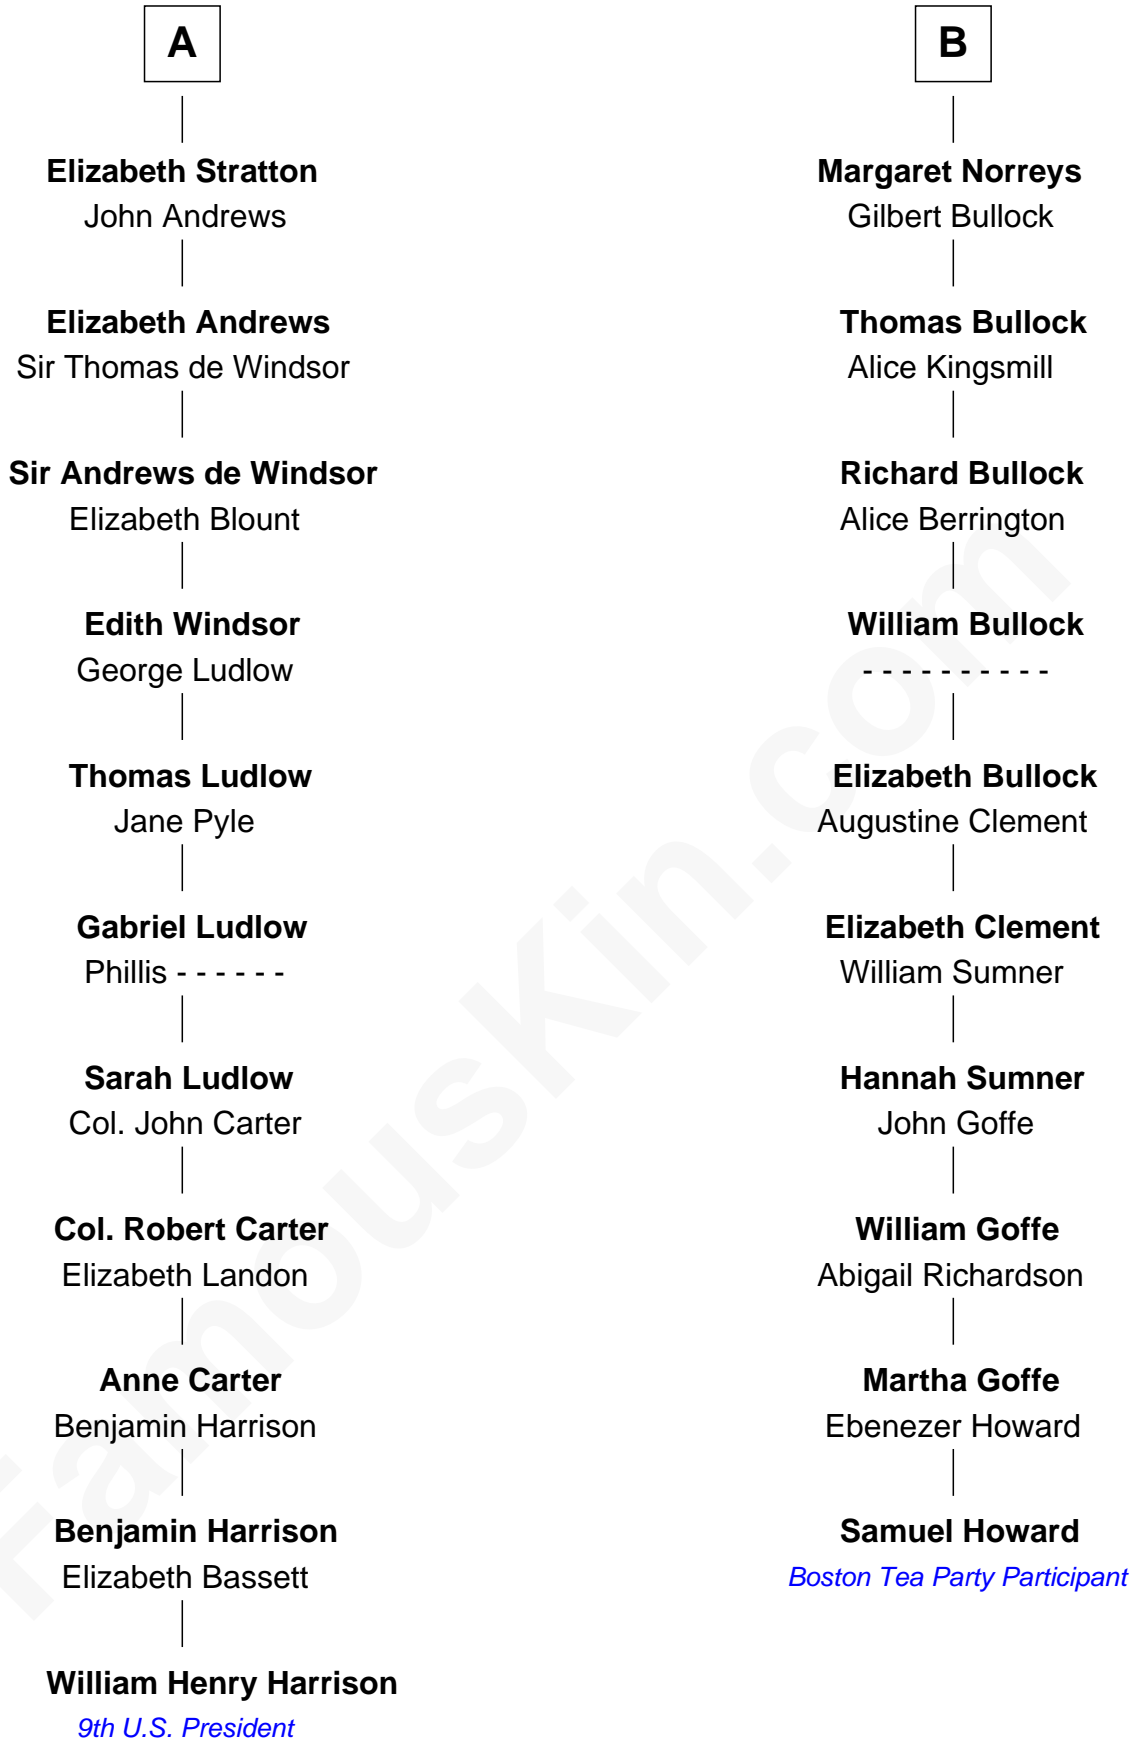 A
Elizabeth Stratton
John Andrews
Elizabeth Andrews
Sir Thomas de Windsor
Sir Andrews de Windsor
Elizabeth Blount
Edith Windsor
George Ludlow
Thomas Ludlow
Jane Pyle
Gabriel Ludlow
Phillis - - - - - -
Sarah Ludlow
Col. John Carter
Col. Robert Carter
Elizabeth Landon
Anne Carter
Benjamin Harrison
Benjamin Harrison
Elizabeth Bassett
William Henry Harrison
9th U.S. President
B
Margaret Norreys
Gilbert Bullock
Thomas Bullock
Alice Kingsmill
Richard Bullock
Alice Berrington
William Bullock
- - - - - - - - - -
Elizabeth Bullock
Augustine Clement
Elizabeth Clement
William Sumner
Hannah Sumner
John Goffe
William Goffe
Abigail Richardson
Martha Goffe
Ebenezer Howard
Samuel Howard
Boston Tea Party Participant
FamousKin.com